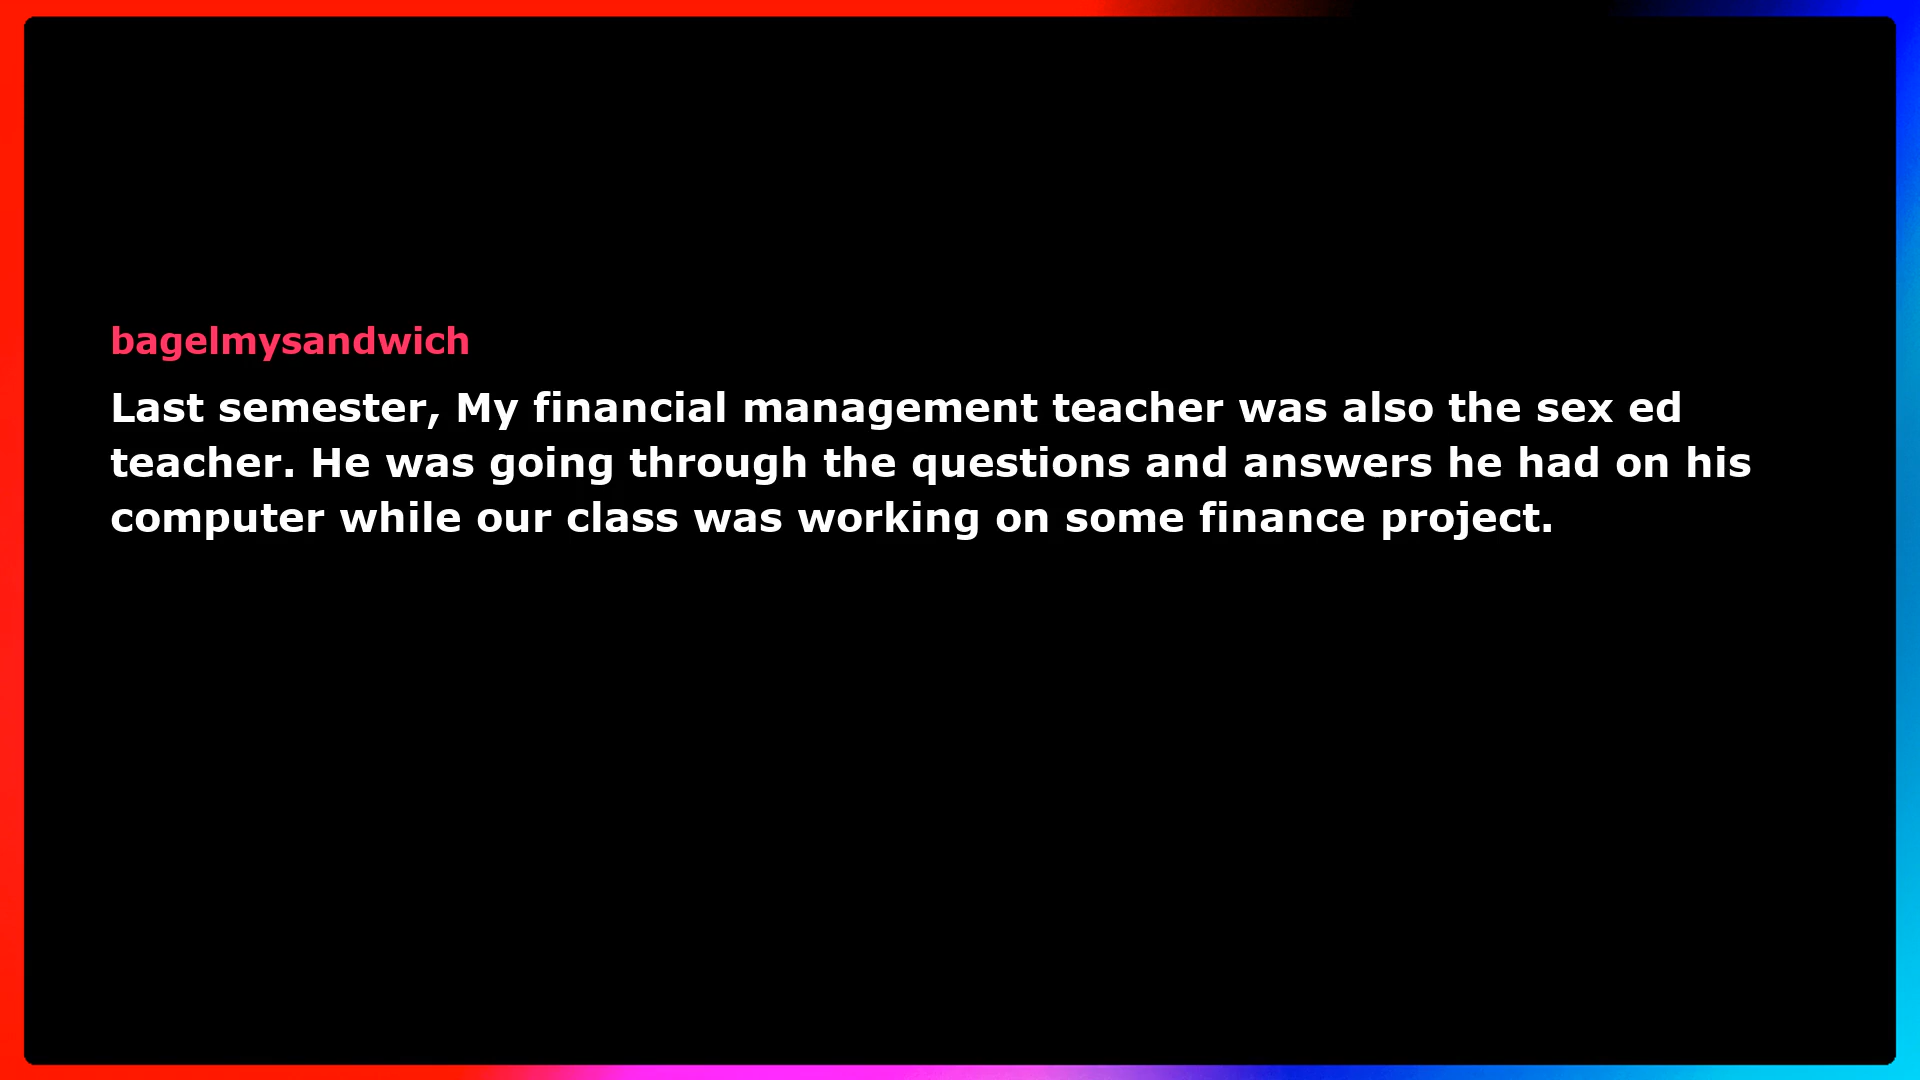 bagelmysandwich
Last semester, My financial management teacher was also the sex ed
teacher. He was going through the questions and answers he had on his
computer while our class was working on some finance project.